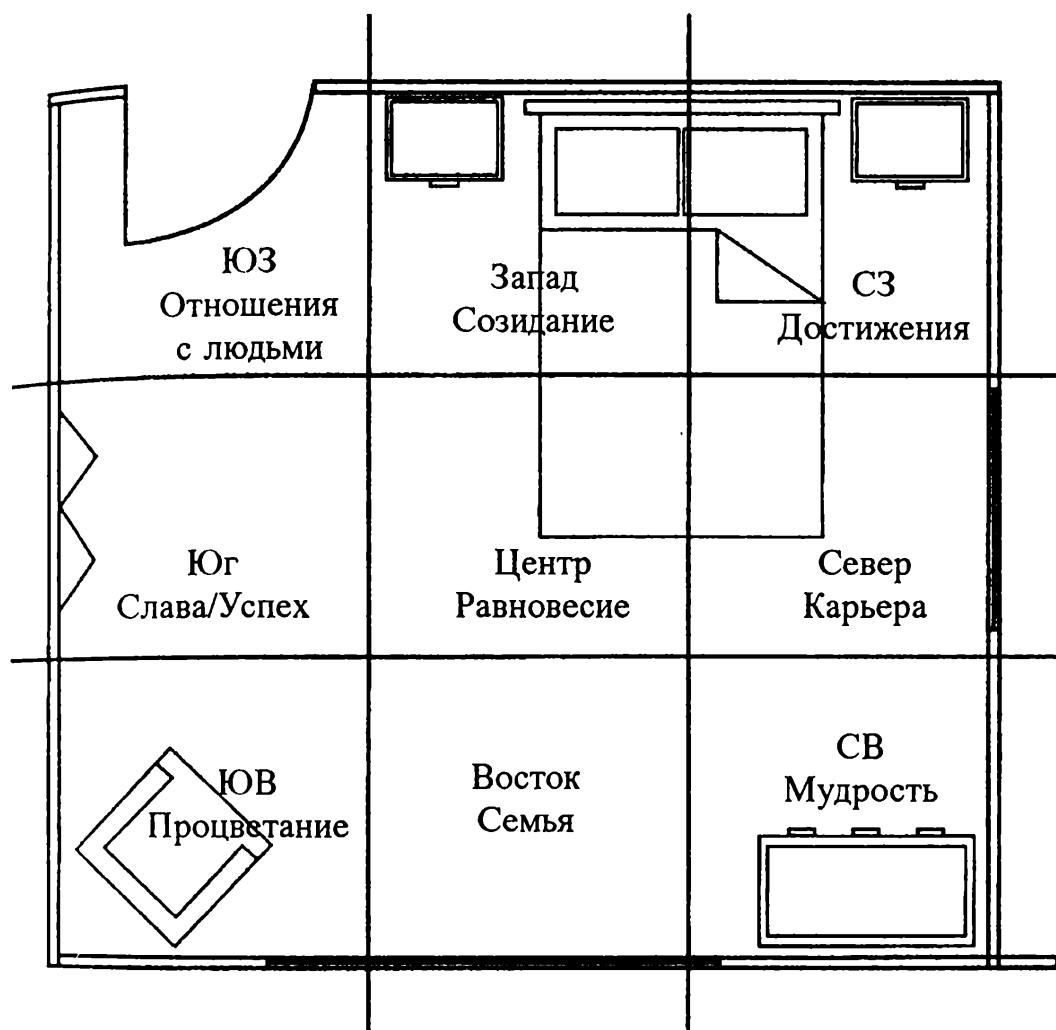 ЮЗ
Отношения
с людьми
Запад
Созидание
СЗ
Достижения
Юг
Слава/Успех
Центр
Равновесие
Север
Карьера
ЮВ
Процветание
Восток
Семья
СВ
Мудрость